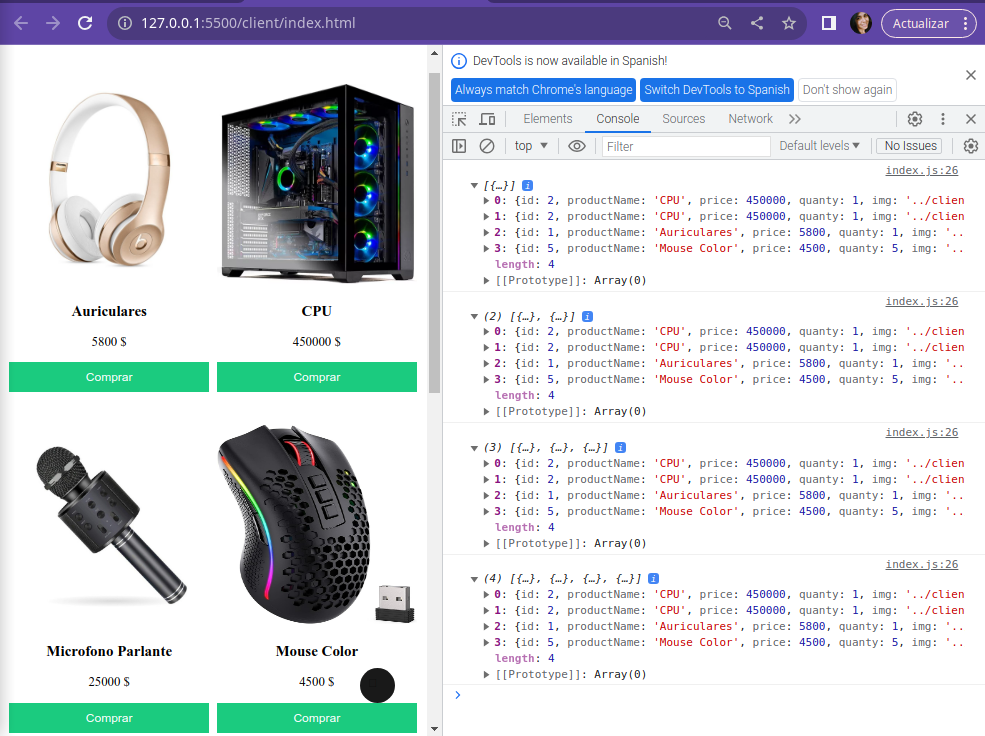 127.0.0.1:5500/client/index.html
Actualizar
Auriculares
5800 $
Comprar
CPU
450000 $
Comprar
Microfono Parlante
25000 $
Comprar
Mouse Color
4500 $
Comprar
DevTools is now available in Spanish!
Always match Chrome's language
Switch DevTools to Spanish
Don't show again
Elements Console Sources Network
top Filter Default levels No Issues
index.js:26
[{…}]
0: {id: 2, productName: 'CPU', price: 450000, quanty: 1, img: '../clien
1: {id: 2, productName: 'CPU', price: 450000, quanty: 1, img: '../clien
2: {id: 1, productName: 'Auriculares', price: 5800, quanty: 1, img: '..
3: {id: 5, productName: 'Mouse Color', price: 4500, quanty: 5, img: '..
length: 4
[[Prototype]]: Array(0)
index.js:26
(2) [{…}, {…}]
0: {id: 2, productName: 'CPU', price: 450000, quanty: 1, img: '../clien
1: {id: 2, productName: 'CPU', price: 450000, quanty: 1, img: '../clien
2: {id: 1, productName: 'Auriculares', price: 5800, quanty: 1, img: '..
3: {id: 5, productName: 'Mouse Color', price: 4500, quanty: 5, img: '..
length: 4
[[Prototype]]: Array(0)
index.js:26
(3) [{…}, {…}, {…}]
0: {id: 2, productName: 'CPU', price: 450000, quanty: 1, img: '../clien
1: {id: 2, productName: 'CPU', price: 450000, quanty: 1, img: '../clien
2: {id: 1, productName: 'Auriculares', price: 5800, quanty: 1, img: '..
3: {id: 5, productName: 'Mouse Color', price: 4500, quanty: 5, img: '..
length: 4
[[Prototype]]: Array(0)
index.js:26
(4) [{…}, {…}, {…}, {…}]
0: {id: 2, productName: 'CPU', price: 450000, quanty: 1, img: '../clien
1: {id: 2, productName: 'CPU', price: 450000, quanty: 1, img: '../clien
2: {id: 1, productName: 'Auriculares', price: 5800, quanty: 1, img: '..
3: {id: 5, productName: 'Mouse Color', price: 4500, quanty: 5, img: '..
length: 4
[[Prototype]]: Array(0)